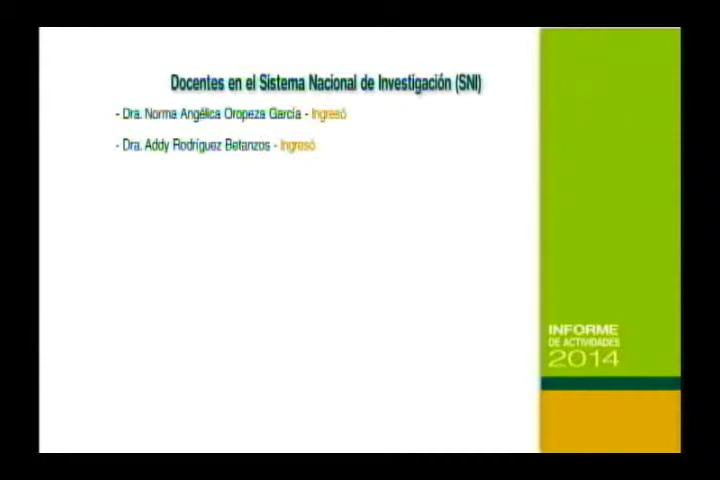 Docentes en el Sistema Nacional de Investigación (SNI)
- Dra. Norma Angélica Oropeza García - Ingresó
- Dra. Addy Rodríguez Betanzos - Ingresó
INFORME
DE ACTIVIDADES
2014